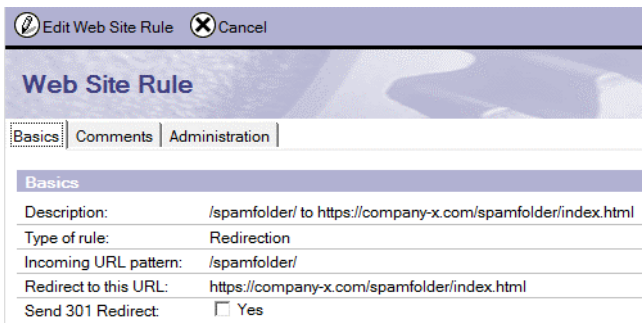 Edit Web Site Rule Cancel
Web Site Rule
Basics Comments Administration
Basics
Description: /spamfolder/ to https://company-x.com/spamfolder/index.html
Type of rule: Redirection
Incoming URL pattern: /spamfolder/
Redirect to this URL: https://company-x.com/spamfolder/index.html
Send 301 Redirect: Yes